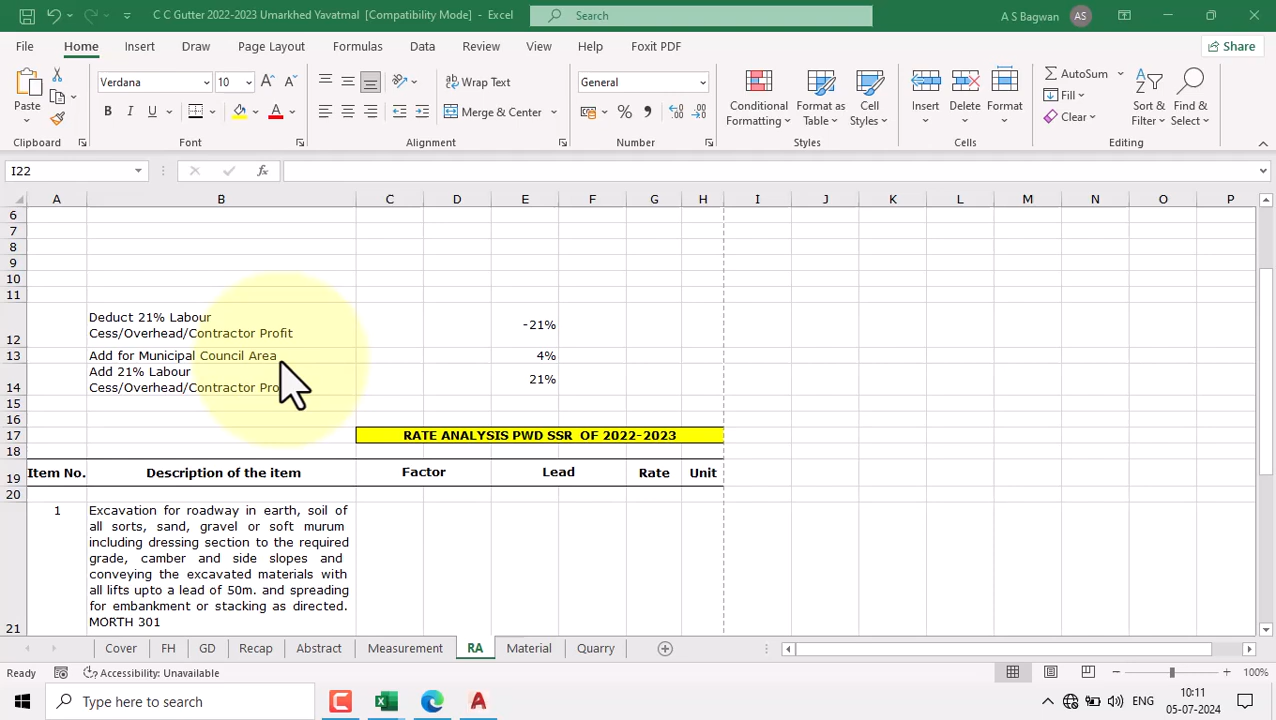 C C Gutter 2022-2023 Umarkhed Yavatmal [Compatibility Mode] - Excel
Search
A S Bagwan
AS
File Home Insert Draw Page Layout Formulas Data Review View Help Foxit PDF
Share
Paste
Clipboard
Verdana
10
B I U
Font
Wrap Text
Merge & Center
Alignment
General
Number
Conditional Formatting
Format as Table
Cell Styles
Styles
Insert
Delete
Format
Cells
AutoSum
Fill
Clear
Sort & Filter
Find & Select
Editing
I22
fx
A B C D E F G H I J K L M N O P
6
7
8
9
10
11
12
Deduct 21% Labour
Cess/Overhead/Contractor Profit
-21%
13
Add for Municipal Council Area
4%
14
Add 21% Labour
Cess/Overhead/Contractor
21%
15
16
17
RATE ANALYSIS PWD SSR OF 2022-2023
18
19
Item No. Description of the item Factor Lead Rate Unit
20
1
Excavation for roadway in earth, soil of
all sorts, sand, gravel or soft murum
including dressing section to the required
grade, camber and side slopes and
conveying the excavated materials with
all lifts upto a lead of 50m. and spreading
for embankment or stacking as directed.
MORTH 301
21
Cover FH GD Recap Abstract Measurement RA Material Quarry
Ready
Accessibility: Unavailable
100%
Type here to search
ENG
10:11
05-07-2024